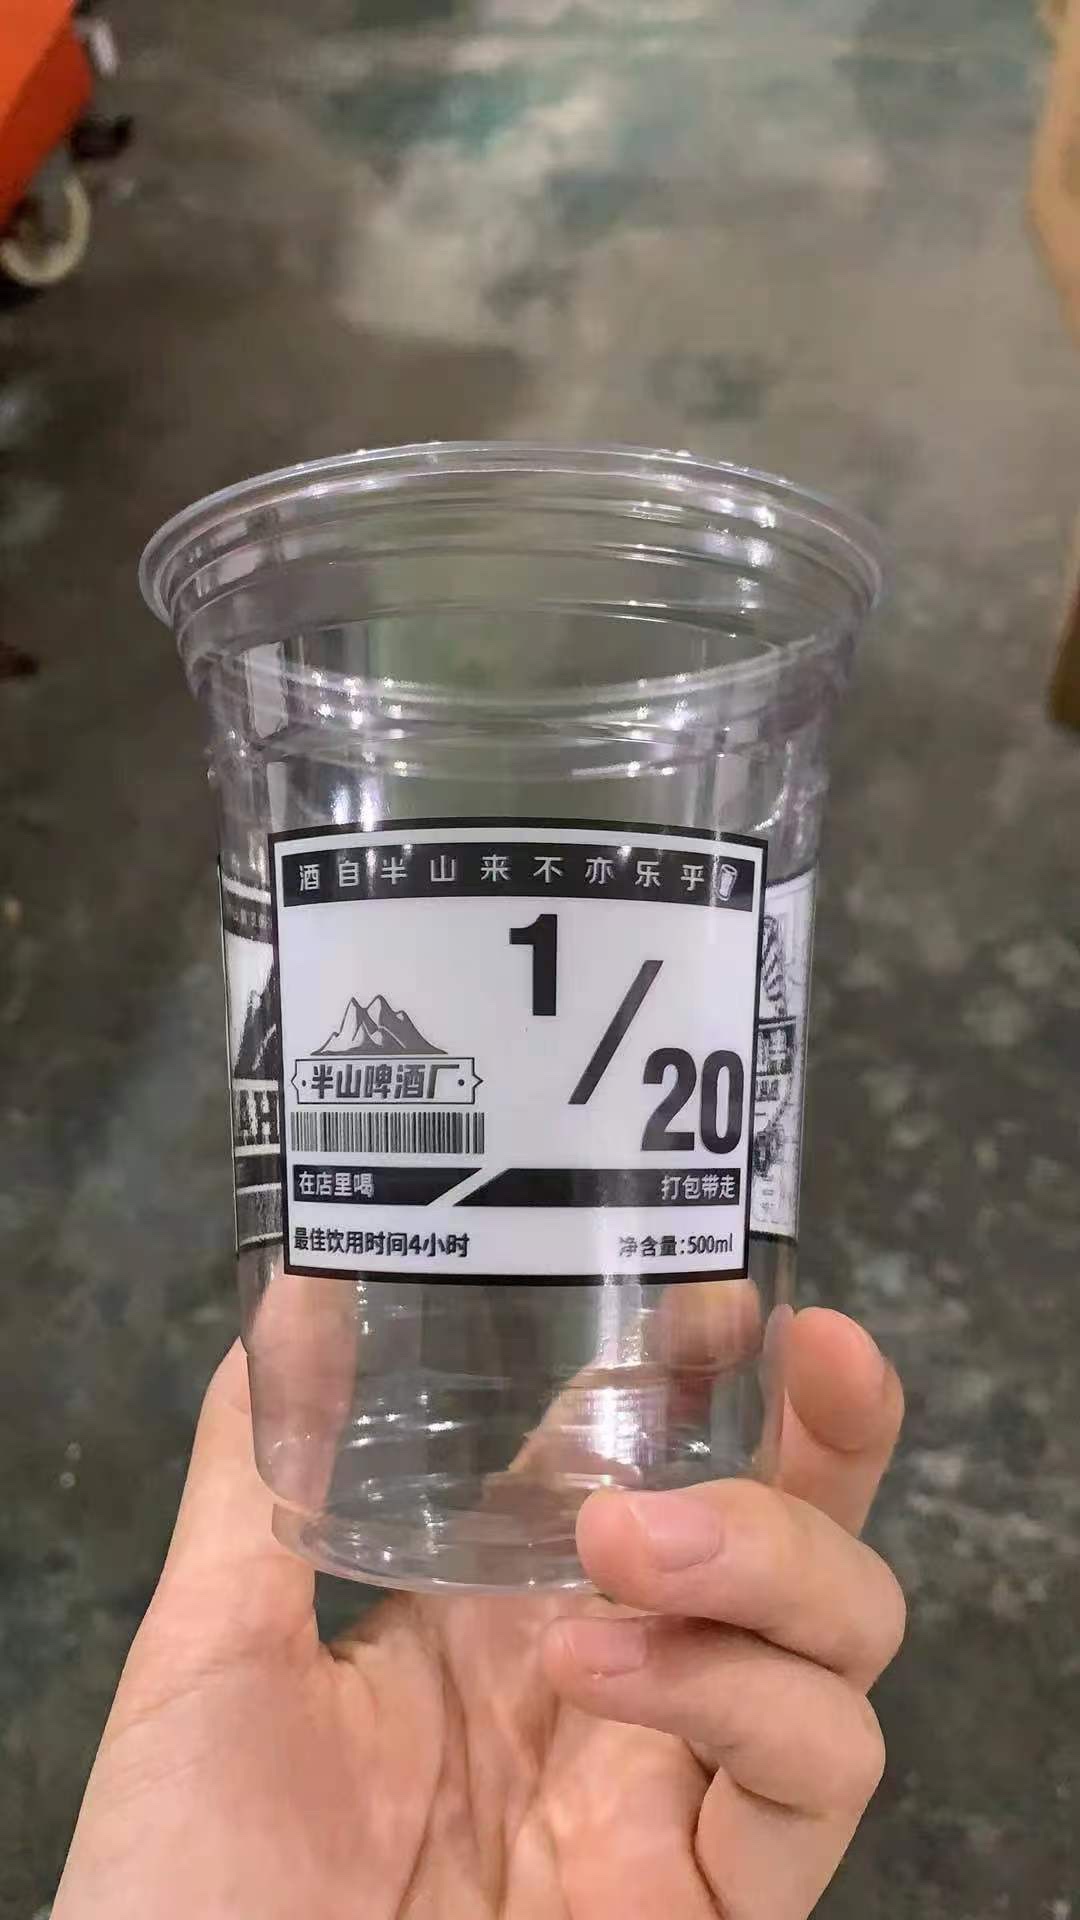 酒自半山来不亦乐乎
1/20
半山啤酒厂
在店里喝
打包带走
最佳饮用时间4小时
净含量:500ml